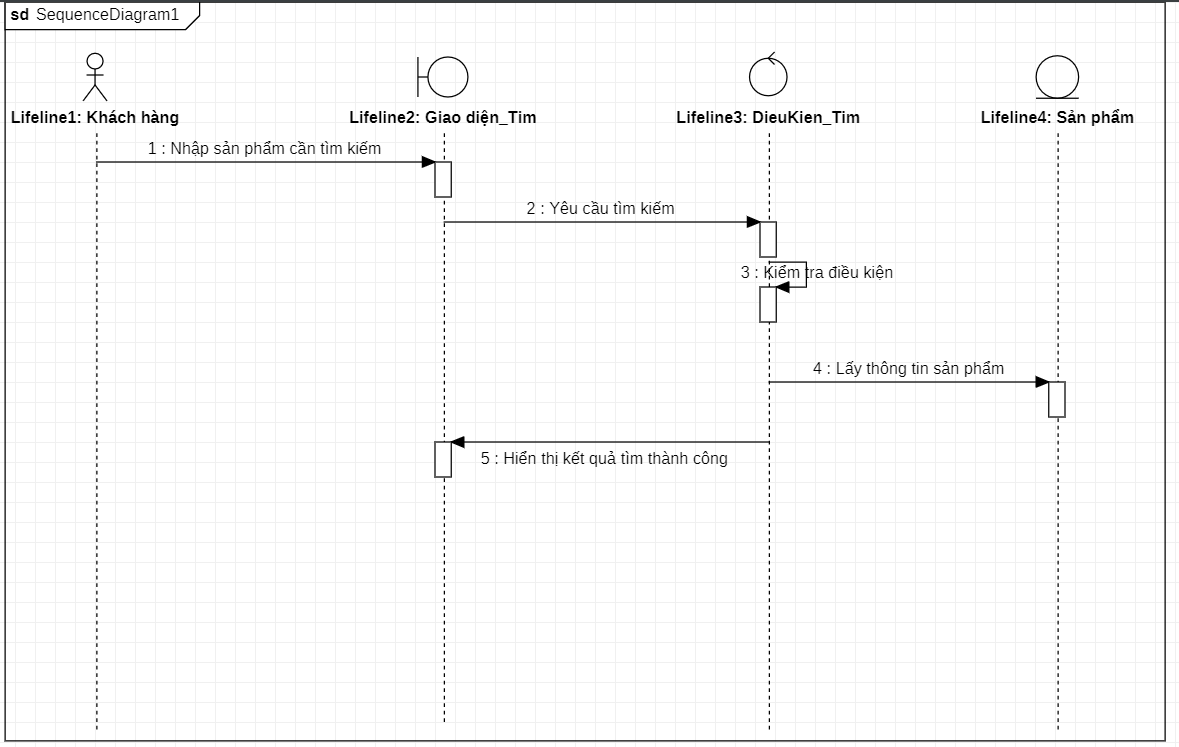 sd SequenceDiagram1
Lifeline1: Khách hàng
Lifeline2: Giao diện_Tim
Lifeline3: DieuKien_Tim
Lifeline4: Sản phẩm
1 : Nhập sản phẩm cần tìm kiếm
2 : Yêu cầu tìm kiếm
3 : Kiểm tra điều kiện
4 : Lấy thông tin sản phẩm
5 : Hiển thị kết quả tìm thành công